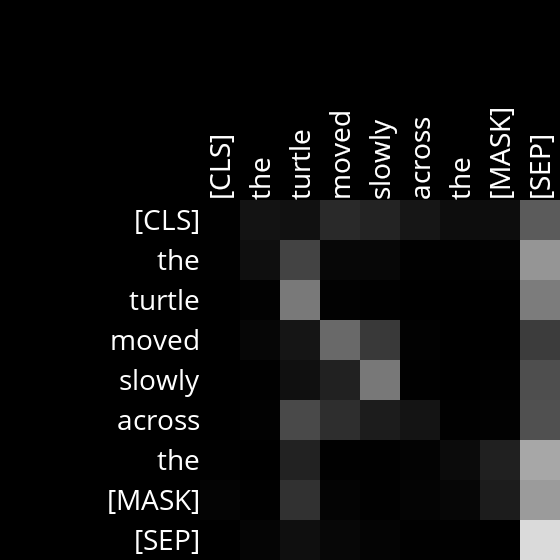 [CLS]
the
turtle
moved
slowly
across
the
[MASK]
[SEP]
[CLS]
the
turtle
moved
slowly
across
the
[MASK]
[SEP]